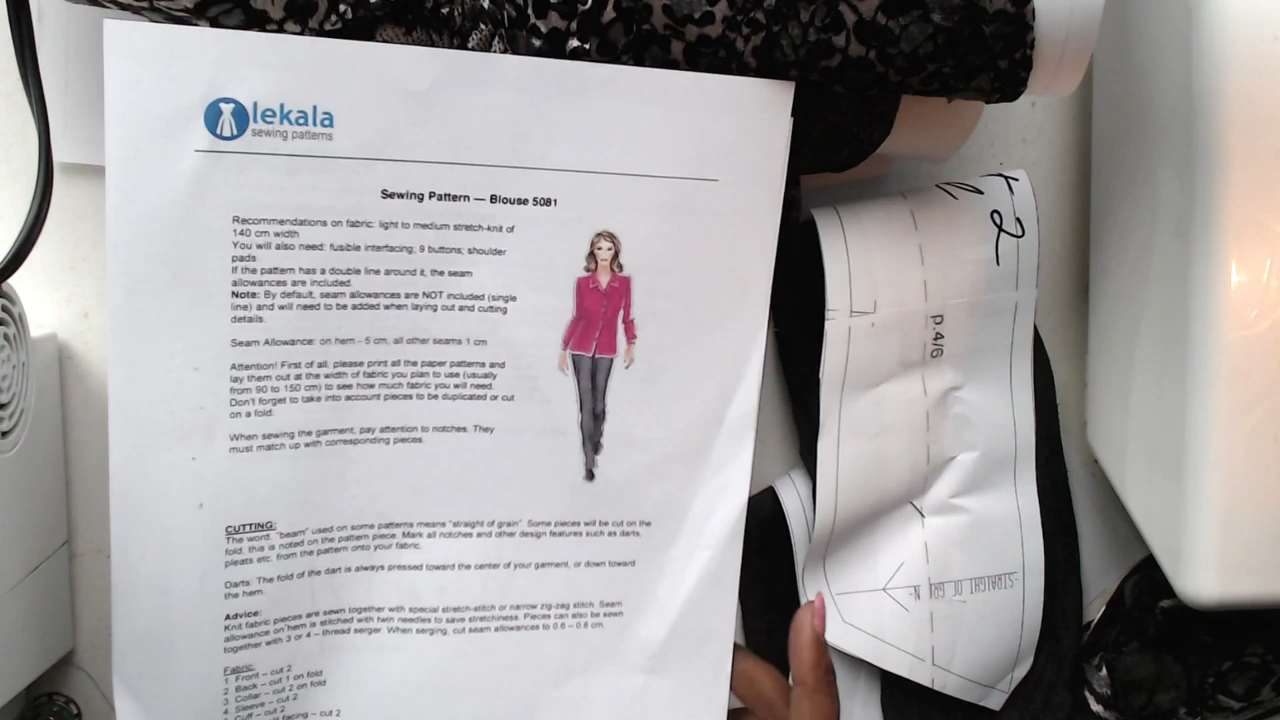 lekala
sewing patterns
Sewing Pattern — Blouse 5081
Recommendations on fabric: light to medium stretch-knit of
140 cm width
You will also need: fusible interfacing; 9 buttons; shoulder
pads
If the pattern has a double line around it, the seam
allowances are included.
Note: By default, seam allowances are NOT included (single
line) and will need to be added when laying out and cutting
details.
Seam Allowance: on hem - 5 cm, all other seams 1 cm
Attention! First of all, please print all the paper patterns and
lay them out at the width of fabric you plan to use (usually
from 90 to 150 cm) to see how much fabric you will need.
Don't forget to take into account pieces to be duplicated or cut
on a fold.
When sewing the garment, pay attention to notches. They
must match up with corresponding pieces.
CUTTING:
The word, "beam" used on some patterns means "straight of grain". Some pieces will be cut on the
fold, this is noted on the pattern piece. Mark all notches and other design features such as darts,
pleats etc. from the pattern onto your fabric.
Darts: The fold of the dart is always pressed toward the center of your garment, or down toward
the hem.
Advice:
Knit fabric pieces are sewn together with special stretch-stitch or narrow zig-zag stitch. Seam
allowance on hem is stitched with twin needles to save stretchiness. Pieces can also be sewn
together with 3 or 4 – thread serger. When serging, cut seam allowances to 0.6 – 0.8 cm.
Fabric:
1 Front – cut 2
2 Back – cut 1 on fold
3 Collar – cut 2 on fold
4 Sleeve – cut 2
5 Cuff – cut 2
facing – cut 2
2
p.4/6
-STRAIGHT OF GR N-